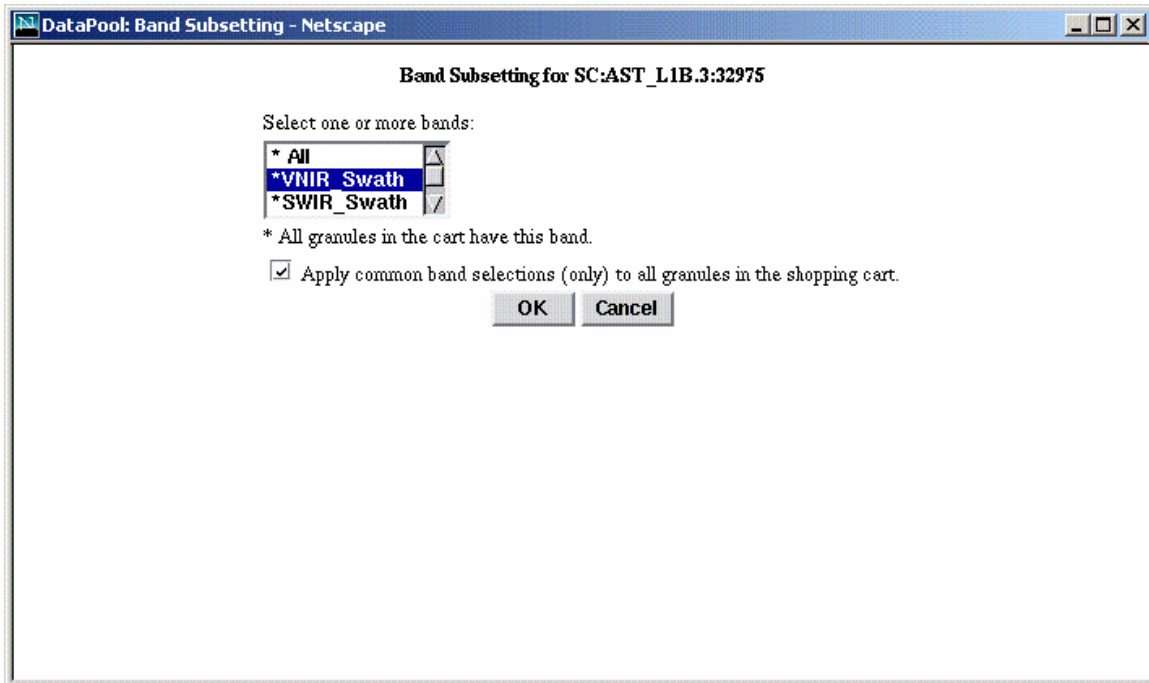 DataPool: Band Subsetting - Netscape
Band Subsetting for SC:AST_L1B.3:32975
Select one or more bands:
* All
*VNIR_Swath
*SWIR_Swath
* All granules in the cart have this band.
Apply common band selections (only) to all granules in the shopping cart.
OK Cancel